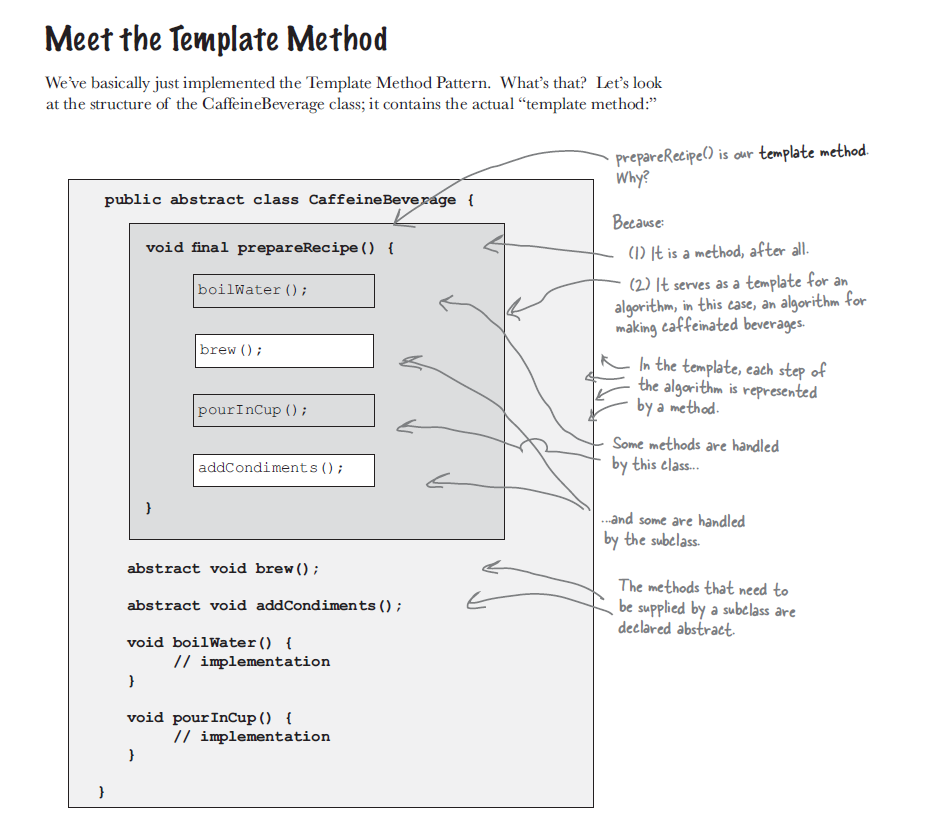 Meet the Template Method
We’ve basically just implemented the Template Method Pattern.  What’s that?  Let’s look
at the structure of the CaffeineBeverage class; it contains the actual “template method:”
prepareRecipe() is our template method.
Why?
public abstract class CaffeineBeverage {
Because:
void final prepareRecipe() {
(1) It is a method, after all.
boilWater();
(2) It serves as a template for an
algorithm, in this case, an algorithm for
making caffeinated beverages.
brew();
In the template, each step of
the algorithm is represented
by a method.
pourInCup();
Some methods are handled
by this class...
addCondiments();
}
...and some are handled
by the subclass.
abstract void brew();
abstract void addCondiments();
The methods that need to
be supplied by a subclass are
declared abstract.
void boilWater() {
// implementation
}
void pourInCup() {
// implementation
}
}